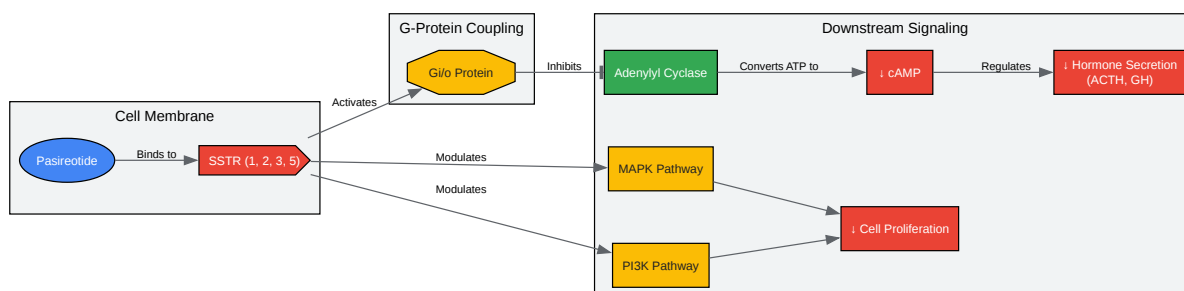 G-Protein Coupling
Downstream Signaling
Gi/o Protein
Inhibits
Adenylyl Cyclase
Converts ATP to
↓ cAMP
Regulates
↓ Hormone Secretion
(ACTH, GH)
Activates
Cell Membrane
Pasireotide
Binds to
SSTR (1, 2, 3, 5)
Modulates
MAPK Pathway
Modulates
↓ Cell Proliferation
PI3K Pathway